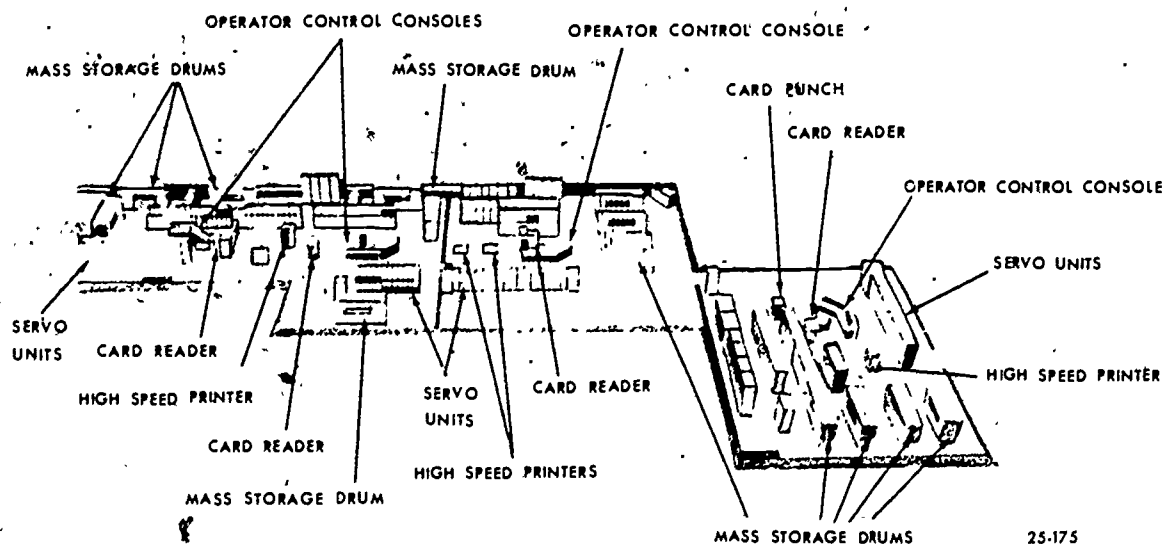 OPERATOR CONTROL CONSOLES
OPERATOR CONTROL CONSOLE
MASS STORAGE DRUMS
MASS STORAGE DRUM
CARD PUNCH
CARD READER
OPERATOR CONTROL CONSOLE
SERVO UNITS
SERVO
UNITS
CARD READER
HIGH SPEED PRINTER
CARD READER
MASS STORAGE DRUM
SERVO
UNITS
HIGH SPEED PRINTERS
CARD READER
HIGH SPEED PRINTER
MASS STORAGE DRUMS
25-175